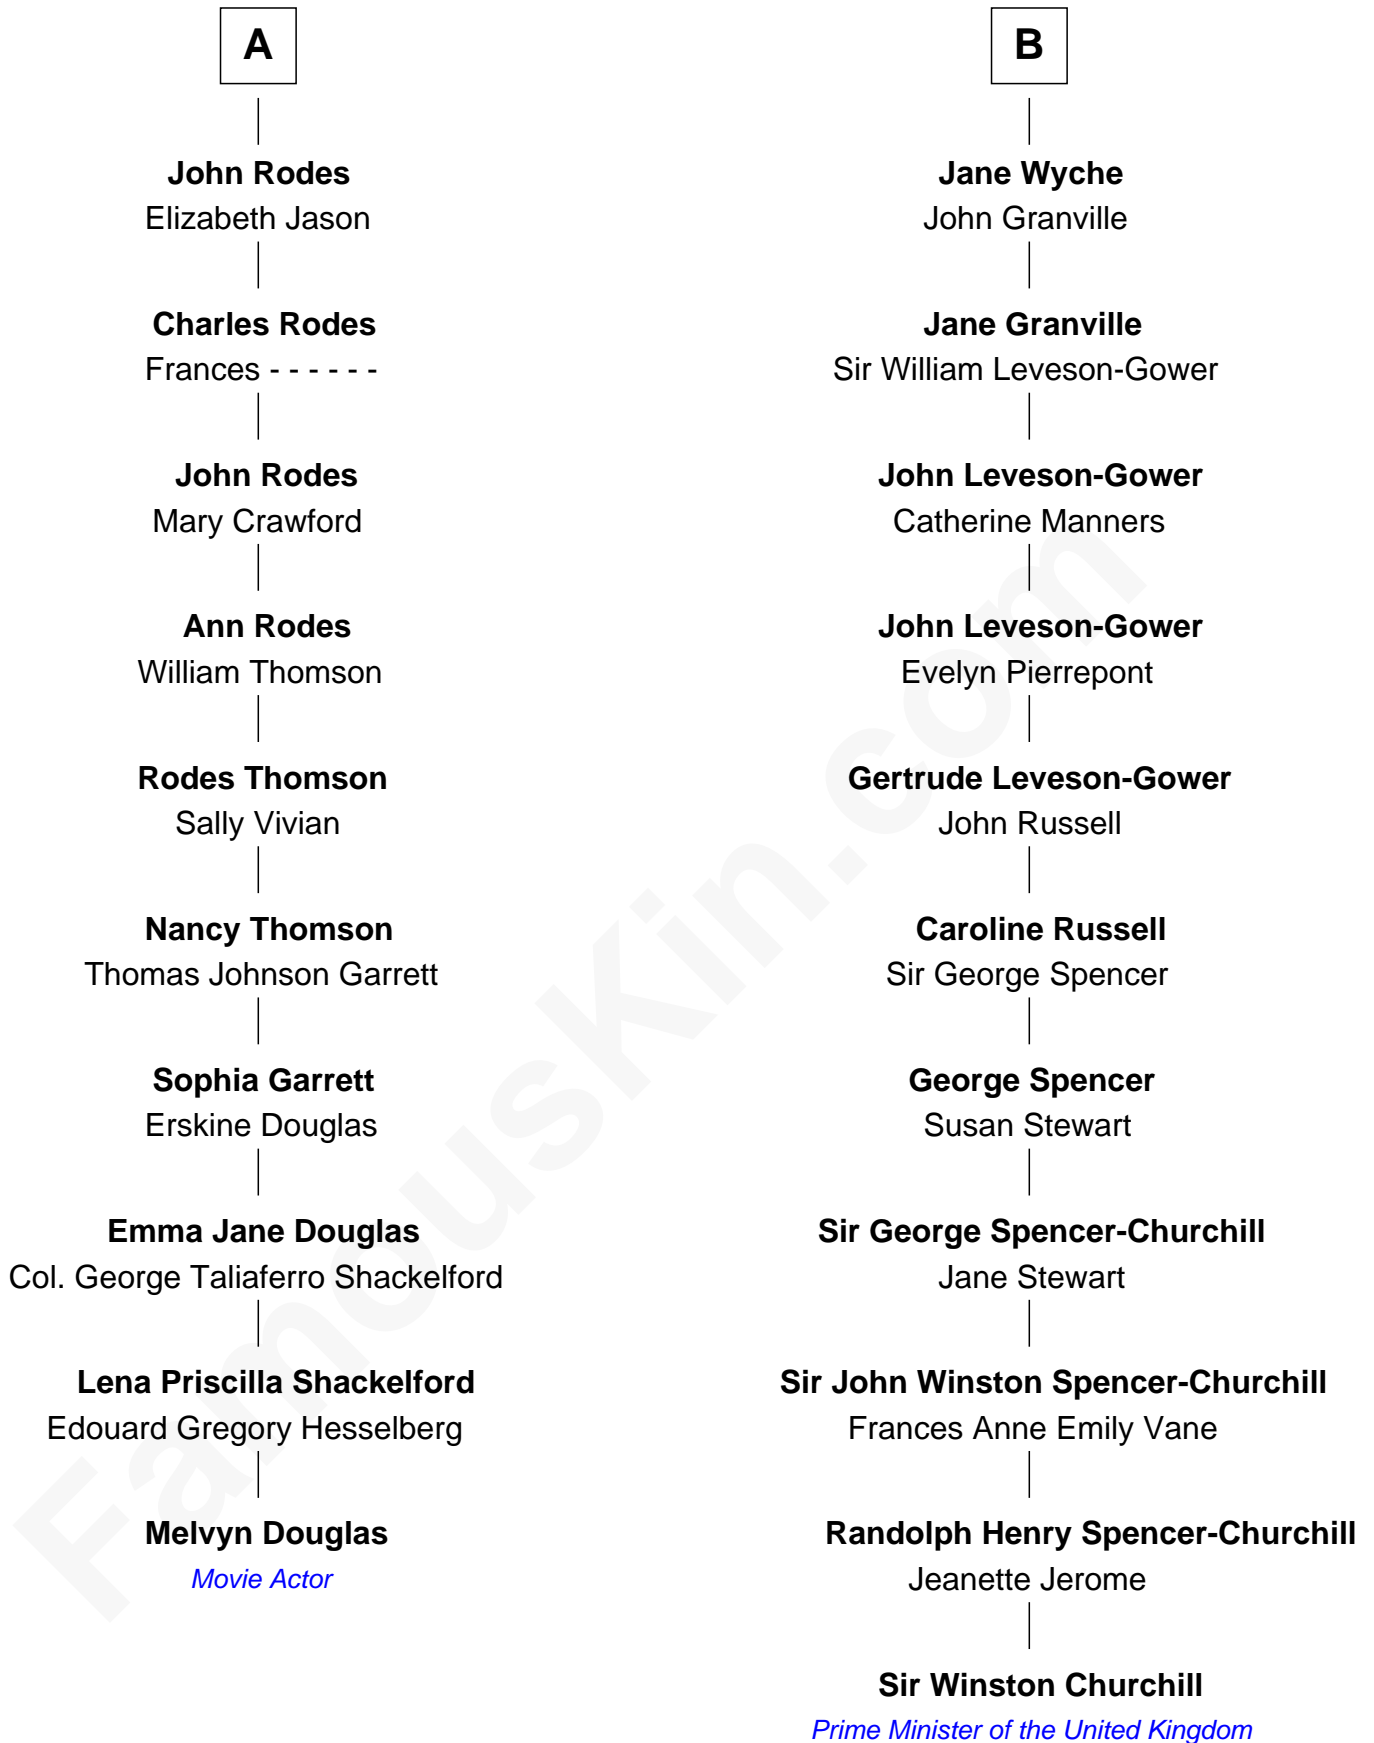 A
John Rodes
Elizabeth Jason
Charles Rodes
Frances - - - - - -
John Rodes
Mary Crawford
Ann Rodes
William Thomson
Rodes Thomson
Sally Vivian
Nancy Thomson
Thomas Johnson Garrett
Sophia Garrett
Erskine Douglas
Emma Jane Douglas
Col. George Taliaferro Shackelford
Lena Priscilla Shackelford
Edouard Gregory Hesselberg
Melvyn Douglas
Movie Actor
B
Jane Wyche
John Granville
Jane Granville
Sir William Leveson-Gower
John Leveson-Gower
Catherine Manners
John Leveson-Gower
Evelyn Pierrepont
Gertrude Leveson-Gower
John Russell
Caroline Russell
Sir George Spencer
George Spencer
Susan Stewart
Sir George Spencer-Churchill
Jane Stewart
Sir John Winston Spencer-Churchill
Frances Anne Emily Vane
Randolph Henry Spencer-Churchill
Jeanette Jerome
Sir Winston Churchill
Prime Minister of the United Kingdom
FamousKin.com